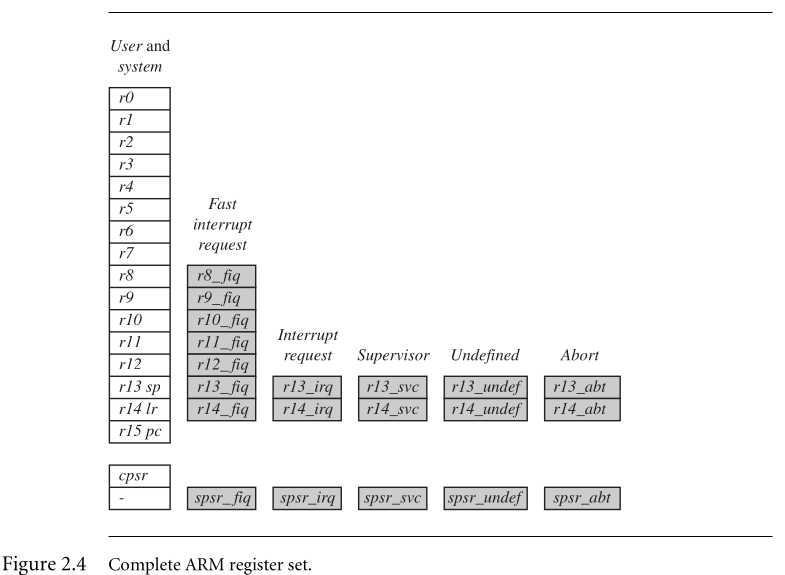 User and
system
r0
r1
r2
r3
r4
r5
r6
r7
r8
r9
r10
r11
r12
r13 sp
r14 lr
r15 pc
cpsr
-
Fast
interrupt
request
r8_fiq
r9_fiq
r10_fiq
r11_fiq
r12_fiq
r13_fiq
r14_fiq
spsr_fiq
Interrupt
request
r13_irq
r14_irq
spsr_irq
Supervisor
r13_svc
r14_svc
spsr_svc
Undefined
r13_undef
r14_undef
spsr_undef
Abort
r13_abt
r14_abt
spsr_abt
Figure 2.4 Complete ARM register set.